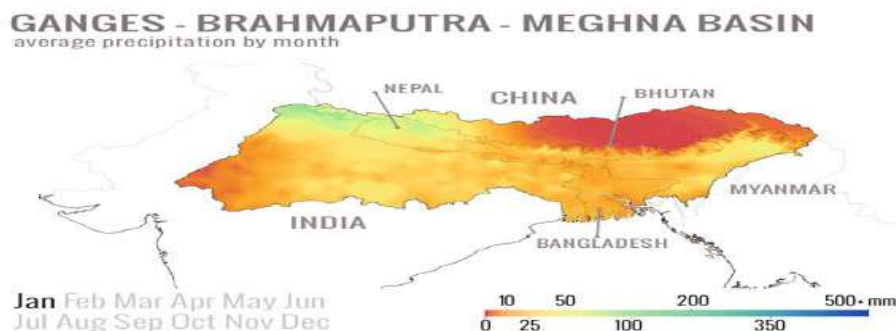 GANGES - BRAHMAPUTRA - MEGHNA BASIN
average precipitation by month
NEPAL
CHINA
BHUTAN
MYANMAR
INDIA
BANGLADESH
Jan Feb Mar Apr May Jun
Jul Aug Sep Oct Nov Dec
10 50 200 500+ mm
0 25 100 350